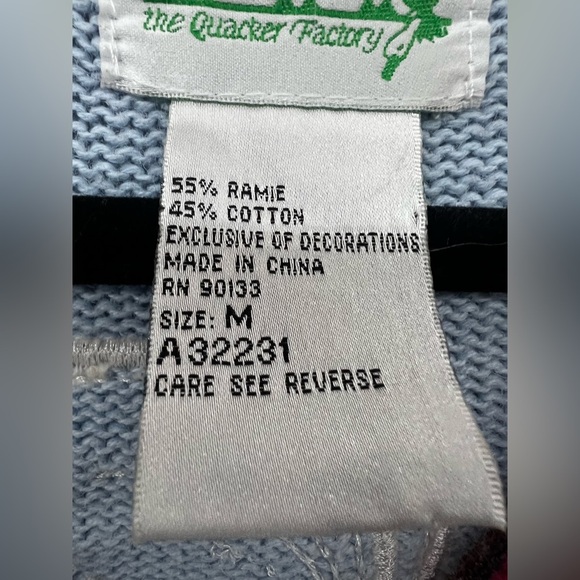 the Quacker Factory
55% RAMIE
45% COTTON
EXCLUSIVE OF DECORATIONS
MADE IN CHINA
RN 90133
SIZE: M
A32231
CARE SEE REVERSE